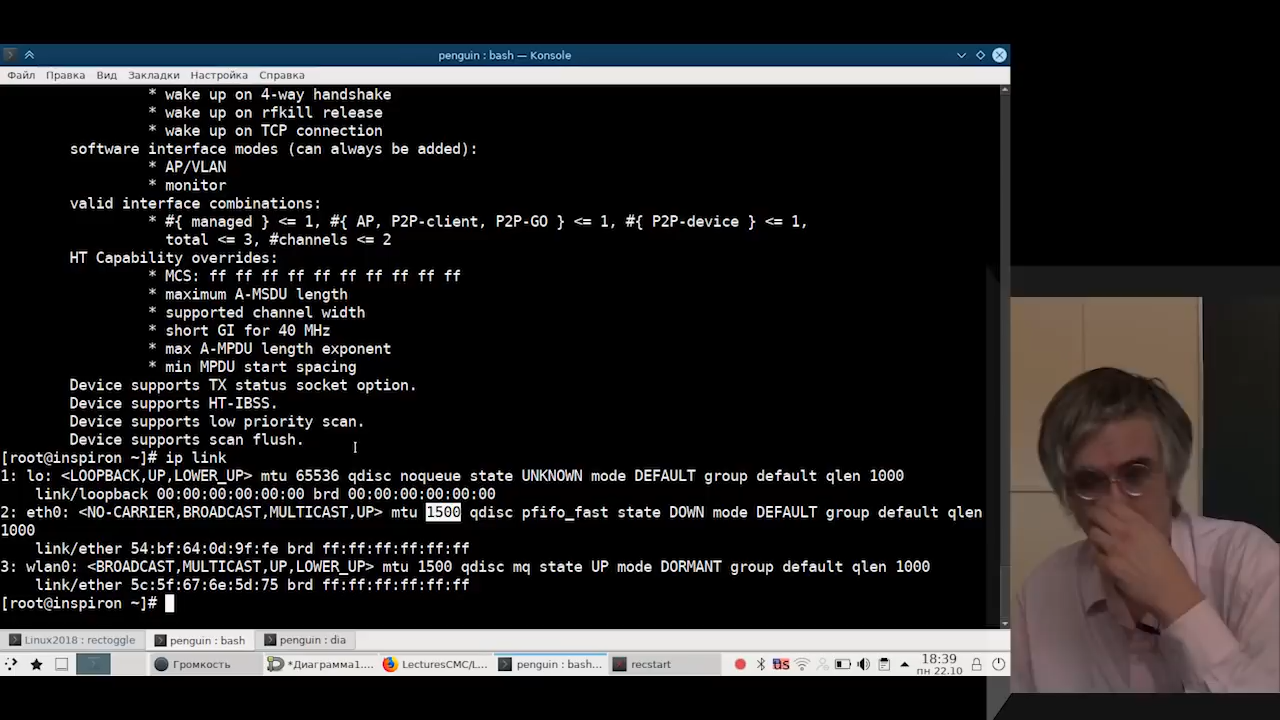 penguin : bash — Konsole
Файл Правка Вид Закладки Настройка Справка
* wake up on 4-way handshake
* wake up on rfkill release
* wake up on TCP connection
software interface modes (can always be added):
* AP/VLAN
* monitor
valid interface combinations:
* #{ managed } <= 1, #{ AP, P2P-client, P2P-GO } <= 1, #{ P2P-device } <= 1,
total <= 3, #channels <= 2
HT Capability overrides:
* MCS: ff ff ff ff ff ff ff ff ff ff
* maximum A-MSDU length
* supported channel width
* short GI for 40 MHz
* max A-MPDU length exponent
* min MPDU start spacing
Device supports TX status socket option.
Device supports HT-IBSS.
Device supports low priority scan.
Device supports scan flush.
[root@inspiron ~]# ip link
1: lo: <LOOPBACK,UP,LOWER_UP> mtu 65536 qdisc noqueue state UNKNOWN mode DEFAULT group default qlen 1000
link/loopback 00:00:00:00:00:00 brd 00:00:00:00:00:00
2: eth0: <NO-CARRIER,BROADCAST,MULTICAST,UP> mtu 1500 qdisc pfifo_fast state DOWN mode DEFAULT group default qlen
1000
link/ether 54:bf:64:0d:9f:fe brd ff:ff:ff:ff:ff:ff
3: wlan0: <BROADCAST,MULTICAST,UP,LOWER_UP> mtu 1500 qdisc mq state UP mode DORMANT group default qlen 1000
link/ether 5c:5f:67:6e:5d:75 brd ff:ff:ff:ff:ff:ff
[root@inspiron ~]#
Linux2018 : rectoggle penguin : bash penguin : dia
Громкость *Диаграмма1.... LecturesCMC/L... penguin : bash... recstart US 18:39
пн 22.10